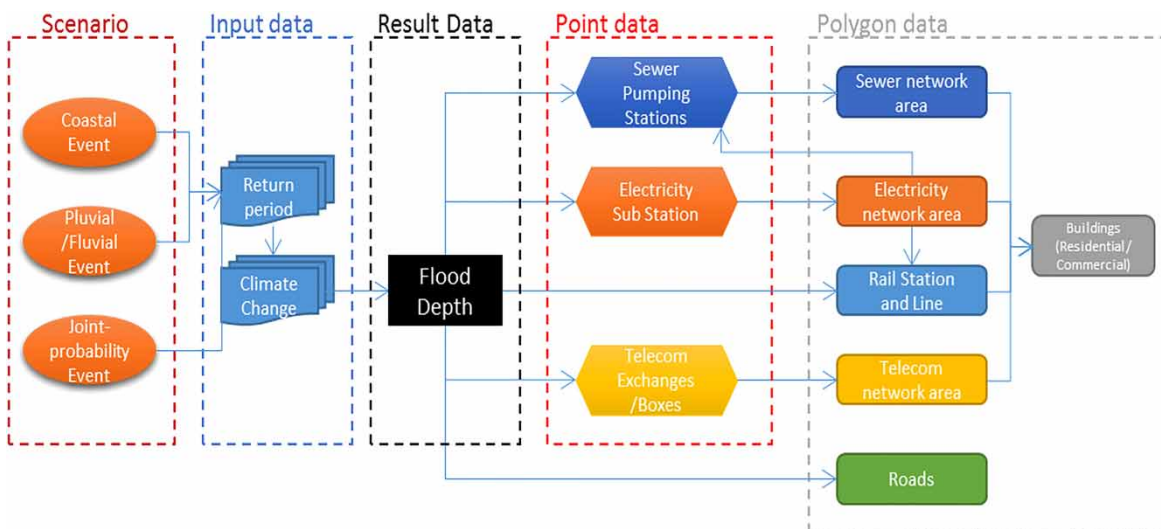 Scenario
Input data
Result Data
Point data
Polygon data
Coastal
Event
Pluvial
/Fluvial
Event
Joint-
probability
Event
Return
period
Climate
Change
Flood
Depth
Sewer
Pumping
Stations
Electricity
Sub Station
Telecom
Exchanges
/Boxes
Sewer network
area
Electricity
network area
Rail Station
and Line
Telecom
network area
Roads
Buildings
(Residential/
Commercial)